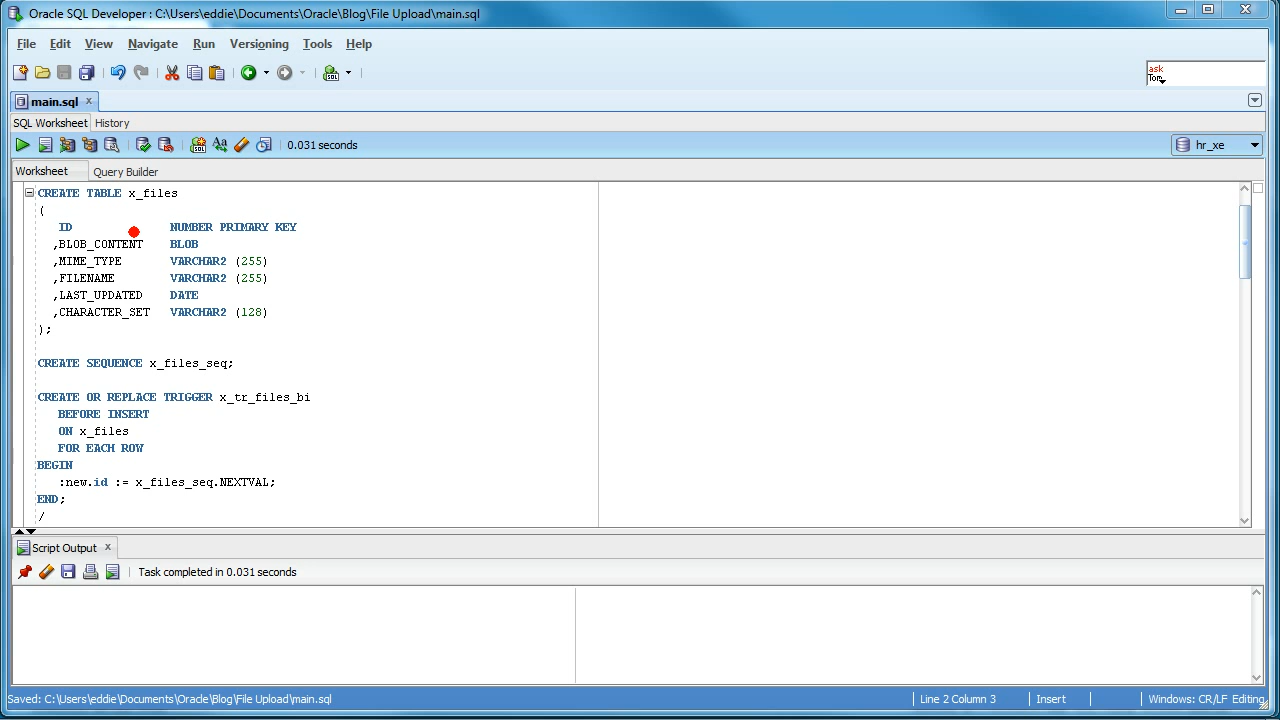 Oracle SQL Developer : C:\Users\eddie\Documents\Oracle\Blog\File Upload\main.sql
File Edit View Navigate Run Versioning Tools Help
ask
Tom
main.sql
SQL Worksheet History
SQL
0.031 seconds
hr_xe
Worksheet Query Builder
CREATE TABLE x_files
(
ID NUMBER PRIMARY KEY
,BLOB_CONTENT BLOB
,MIME_TYPE VARCHAR2 (255)
,FILENAME VARCHAR2 (255)
,LAST_UPDATED DATE
,CHARACTER_SET VARCHAR2 (128)
);
CREATE SEQUENCE x_files_seq;
CREATE OR REPLACE TRIGGER x_tr_files_bi
BEFORE INSERT
ON x_files
FOR EACH ROW
BEGIN
:new.id := x_files_seq.NEXTVAL;
END;
/
Script Output
Task completed in 0.031 seconds
Saved: C:\Users\eddie\Documents\Oracle\Blog\File Upload\main.sql Line 2 Column 3 Insert Windows: CR/LF Editing